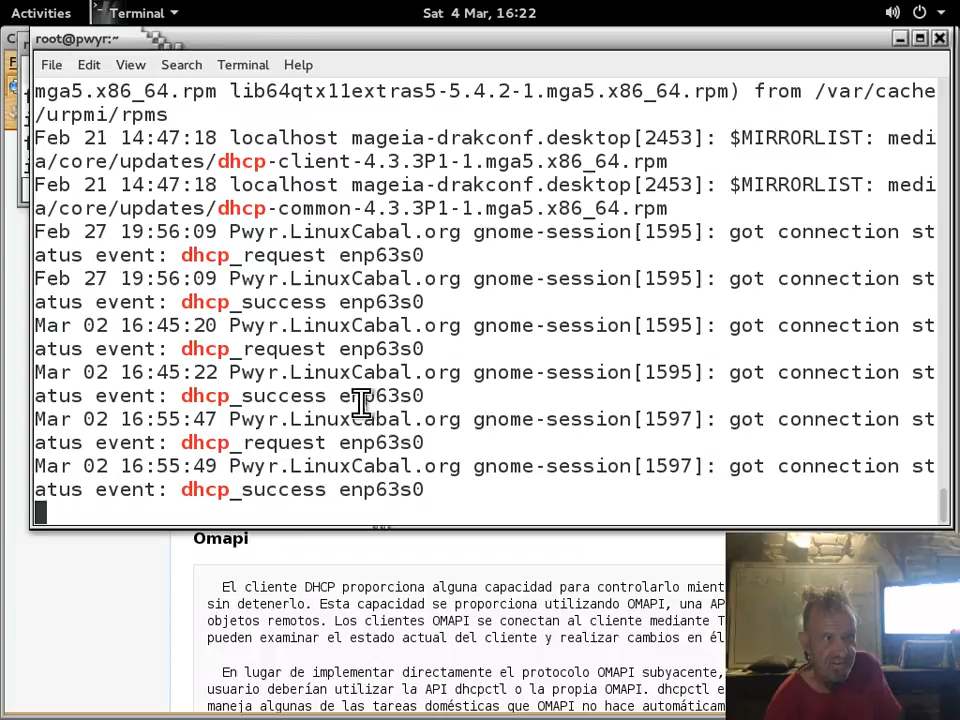 Activities Terminal Sat 4 Mar, 16:22
root@pwyr:~
File Edit View Search Terminal Help
mga5.x86_64.rpm lib64qtx11extras5-5.4.2-1.mga5.x86_64.rpm) from /var/cache
/urpmi/rpms
Feb 21 14:47:18 localhost mageia-drakconf.desktop[2453]: $MIRRORLIST: medi
a/core/updates/dhcp-client-4.3.3P1-1.mga5.x86_64.rpm
Feb 21 14:47:18 localhost mageia-drakconf.desktop[2453]: $MIRRORLIST: medi
a/core/updates/dhcp-common-4.3.3P1-1.mga5.x86_64.rpm
Feb 27 19:56:09 Pwyr.LinuxCabal.org gnome-session[1595]: got connection st
atus event: dhcp_request enp63s0
Feb 27 19:56:09 Pwyr.LinuxCabal.org gnome-session[1595]: got connection st
atus event: dhcp_success enp63s0
Mar 02 16:45:20 Pwyr.LinuxCabal.org gnome-session[1595]: got connection st
atus event: dhcp_request enp63s0
Mar 02 16:45:22 Pwyr.LinuxCabal.org gnome-session[1595]: got connection st
atus event: dhcp_success enp63s0
Mar 02 16:55:47 Pwyr.LinuxCabal.org gnome-session[1597]: got connection st
atus event: dhcp_request enp63s0
Mar 02 16:55:49 Pwyr.LinuxCabal.org gnome-session[1597]: got connection st
atus event: dhcp_success enp63s0
Omapi
El cliente DHCP proporciona alguna capacidad para controlarlo mient
sin detenerlo. Esta capacidad se proporciona utilizando OMAPI, una AP
objetos remotos. Los clientes OMAPI se conectan al cliente mediante T
pueden examinar el estado actual del cliente y realizar cambios en él
En lugar de implementar directamente el protocolo OMAPI subyacente,
usuario deberían utilizar la API dhcpctl o la propia OMAPI. dhcpctl e
maneja algunas de las tareas domésticas que OMAPI no hace automáticam